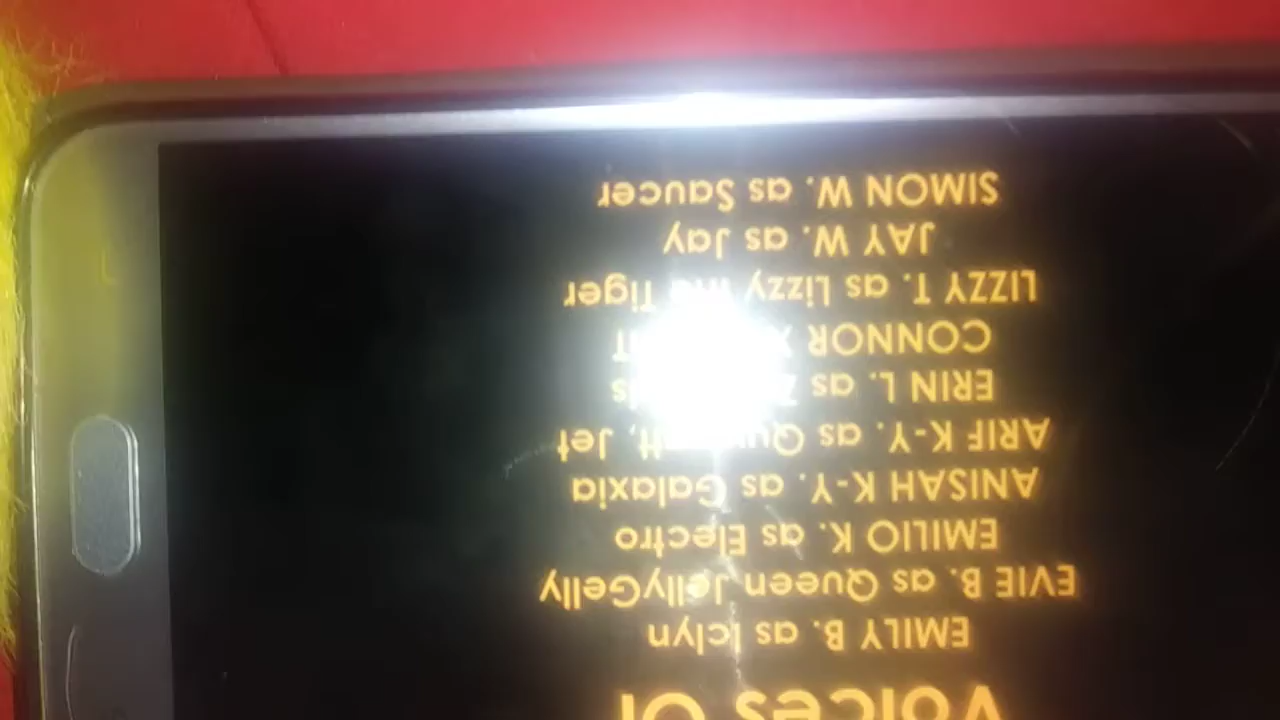 Voices Of
EMILY B. as Iclyn
EVIE B. as Queen JellyGelly
EMILIO K. as Electro
ANISAH K-Y. as Galaxia
ARIF K-Y. as Jet
ERIN L. as
CONNOR
LIZZY T. as Lizzy the Tiger
JAY W. as Jay
SIMON W. as Saucer